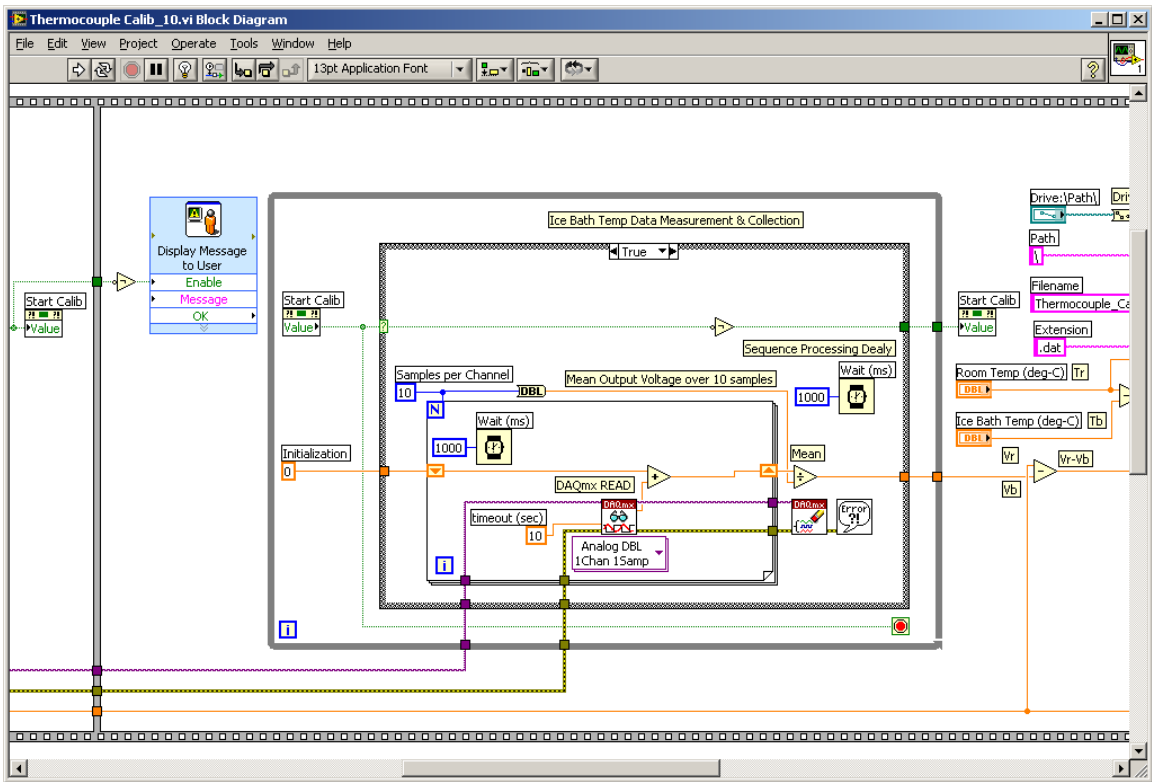 Thermocouple Calib_10.vi Block Diagram
File Edit View Project Operate Tools Window Help
13pt Application Font
1
Display Message
to User
Enable
Message
OK
Start Calib
Value
Ice Bath Temp Data Measurement & Collection
True
Start Calib
Value
?
Start Calib
Value
Sequence Processing Dealy
Samples per Channel
10
DBL
Mean Output Voltage over 10 samples
Wait (ms)
1000
N
Wait (ms)
1000
Initialization
0
Mean
DAQmx READ
DAQmx
timeout (sec)
10
Analog DBL
1Chan 1Samp
DAQmx
Error
?!
i
i
Drive:\Path\
Path
\
Filename
Thermocouple_Ca
Extension
.dat
Room Temp (deg-C) Tr
DBL
Ice Bath Temp (deg-C) Tb
DBL
Vr
Vr-Vb
Vb